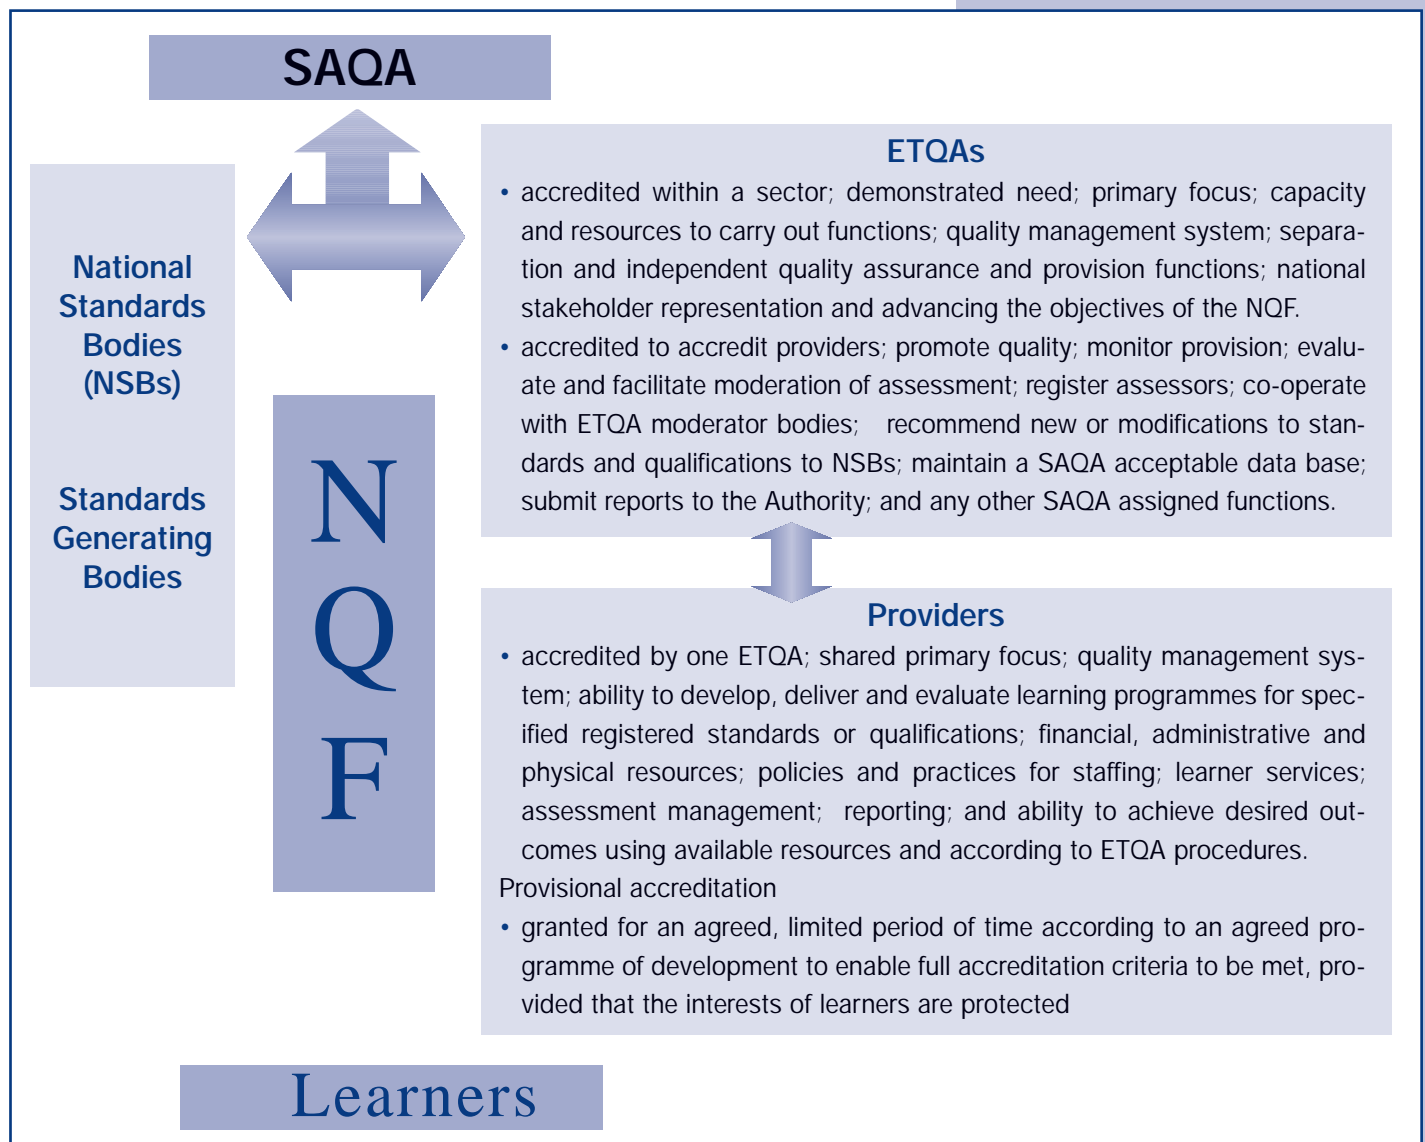 SAQA
National
Standards
Bodies
(NSBs)
Standards
Generating
Bodies
N
Q
F
ETQAs
• accredited within a sector; demonstrated need; primary focus; capacity
and resources to carry out functions; quality management system; separa-
tion and independent quality assurance and provision functions; national
stakeholder representation and advancing the objectives of the NQF.
• accredited to accredit providers; promote quality; monitor provision; evalu-
ate and facilitate moderation of assessment; register assessors; co-operate
with ETQA moderator bodies; recommend new or modifications to stan-
dards and qualifications to NSBs; maintain a SAQA acceptable data base;
submit reports to the Authority; and any other SAQA assigned functions.
Providers
• accredited by one ETQA; shared primary focus; quality management sys-
tem; ability to develop, deliver and evaluate learning programmes for spec-
ified registered standards or qualifications; financial, administrative and
physical resources; policies and practices for staffing; learner services;
assessment management; reporting; and ability to achieve desired out-
comes using available resources and according to ETQA procedures.
Provisional accreditation
• granted for an agreed, limited period of time according to an agreed pro-
gramme of development to enable full accreditation criteria to be met, pro-
vided that the interests of learners are protected
Learners